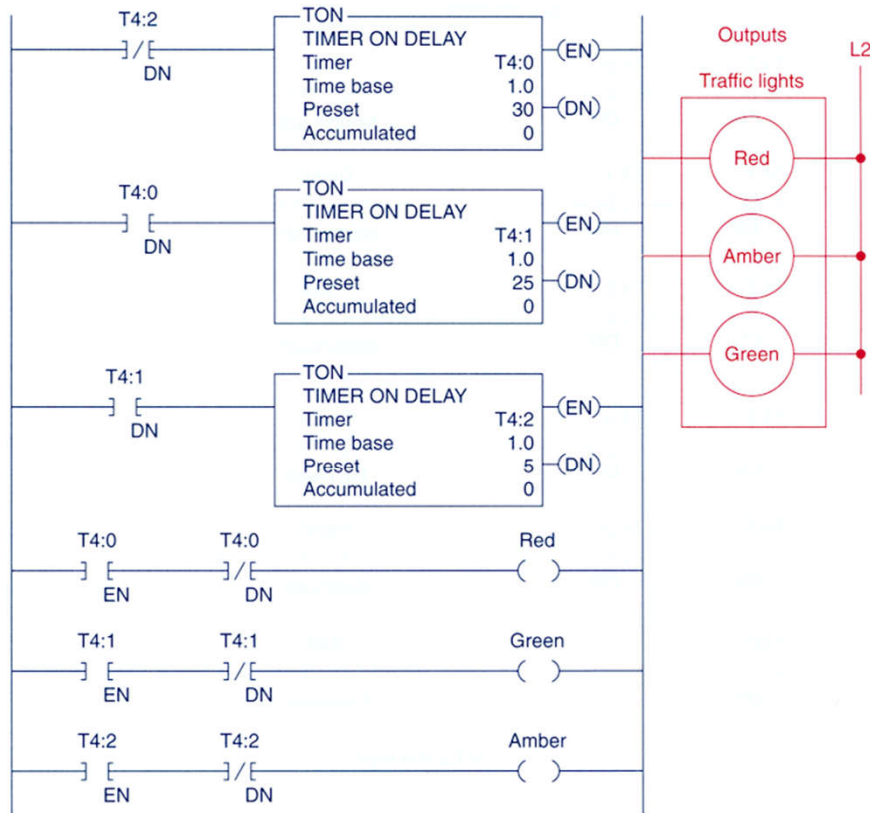 T4:2
] / [
DN
TON
TIMER ON DELAY
Timer T4:0
Time base 1.0
Preset 30
Accumulated 0
(EN)
(DN)
T4:0
] [
DN
TON
TIMER ON DELAY
Timer T4:1
Time base 1.0
Preset 25
Accumulated 0
(EN)
(DN)
T4:1
] [
DN
TON
TIMER ON DELAY
Timer T4:2
Time base 1.0
Preset 5
Accumulated 0
(EN)
(DN)
T4:0 T4:0 Red
] [ ] / [ ( )
EN DN
T4:1 T4:1 Green
] [ ] / [ ( )
EN DN
T4:2 T4:2 Amber
] [ ] / [ ( )
EN DN
Outputs
L2
Traffic lights
Red
Amber
Green